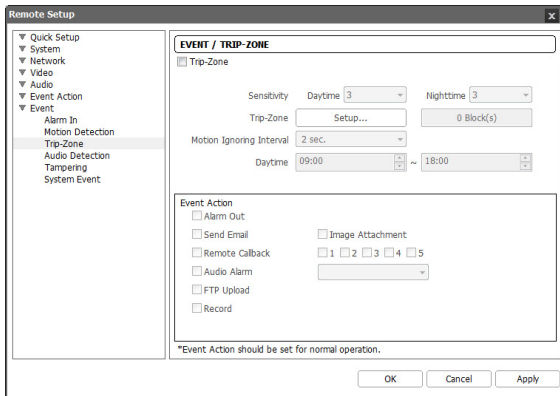 Remote Setup
x
Quick Setup
System
Network
Video
Audio
Event Action
Event
Alarm In
Motion Detection
Trip-Zone
Audio Detection
Tampering
System Event
EVENT / TRIP-ZONE
Trip-Zone
Sensitivity Daytime 3 Nighttime 3
Trip-Zone Setup... 0 Block(s)
Motion Ignoring Interval 2 sec.
Daytime 09:00 ~ 18:00
Event Action
Alarm Out
Send Email Image Attachment
Remote Callback 1 2 3 4 5
Audio Alarm
FTP Upload
Record
*Event Action should be set for normal operation.
OK Cancel Apply